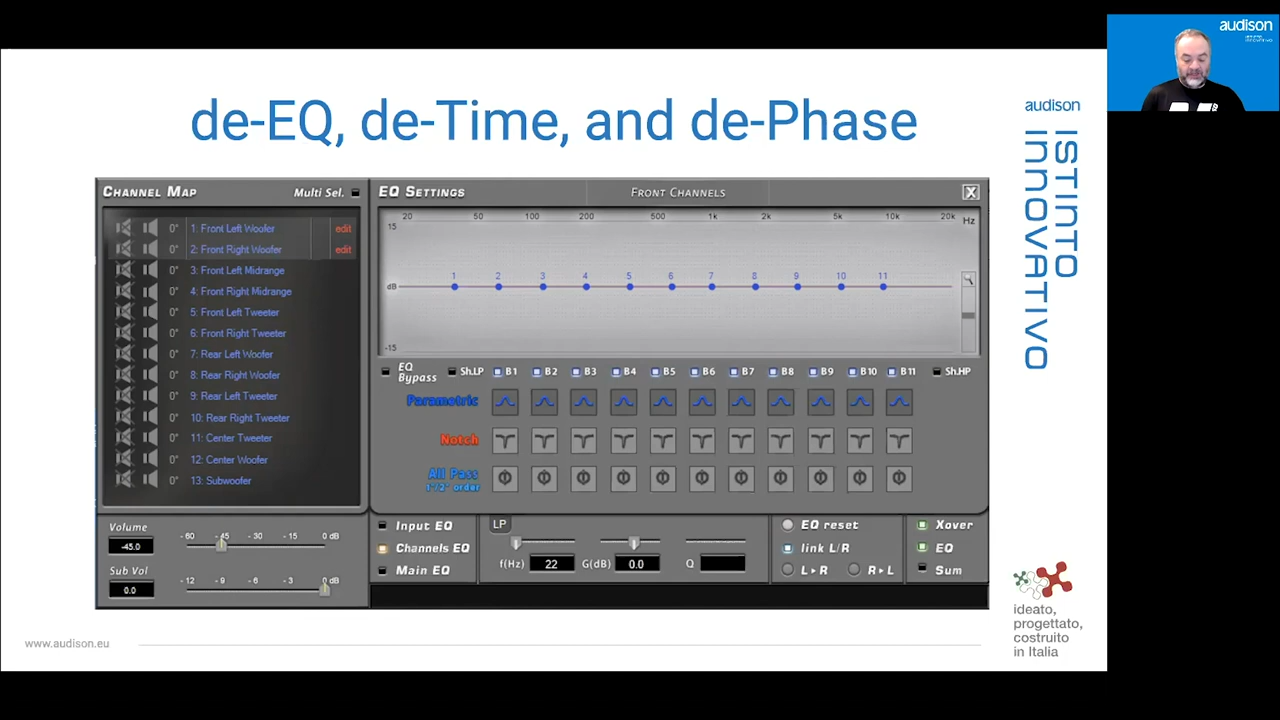 audison
de-EQ, de-Time, and de-Phase
audison
ISTINTO
INNOVATIVO
CHANNEL MAP
Multi Sel.
EQ SETTINGS
FRONT CHANNELS
X
20 50 100 200 500 1k 2k 5k 10k 20k Hz
15
dB
-15
1 2 3 4 5 6 7 8 9 10 11
0° 1: Front Left Woofer edit
0° 2: Front Right Woofer edit
0° 3: Front Left Midrange
0° 4: Front Right Midrange
0° 5: Front Left Tweeter
0° 6: Front Right Tweeter
0° 7: Rear Left Woofer
0° 8: Rear Right Woofer
0° 9: Rear Left Tweeter
0° 10: Rear Right Tweeter
0° 11: Center Tweeter
0° 12: Center Woofer
0° 13: Subwoofer
EQ
Bypass
Sh.LP B1 B2 B3 B4 B5 B6 B7 B8 B9 B10 B11 Sh.HP
Parametric
Notch
All Pass
1°/2° order
Volume
-45.0
-60 -45 -30 -15 0 dB
Sub Vol
0.0
-12 -9 -6 -3 0 dB
Input EQ
Channels EQ
Main EQ
LP
f(Hz) 22 G(dB) 0.0 Q
EQ reset
link L/R
L▸R R▸L
Xover
EQ
Sum
www.audison.eu
ideato,
progettato,
costruito
in Italia